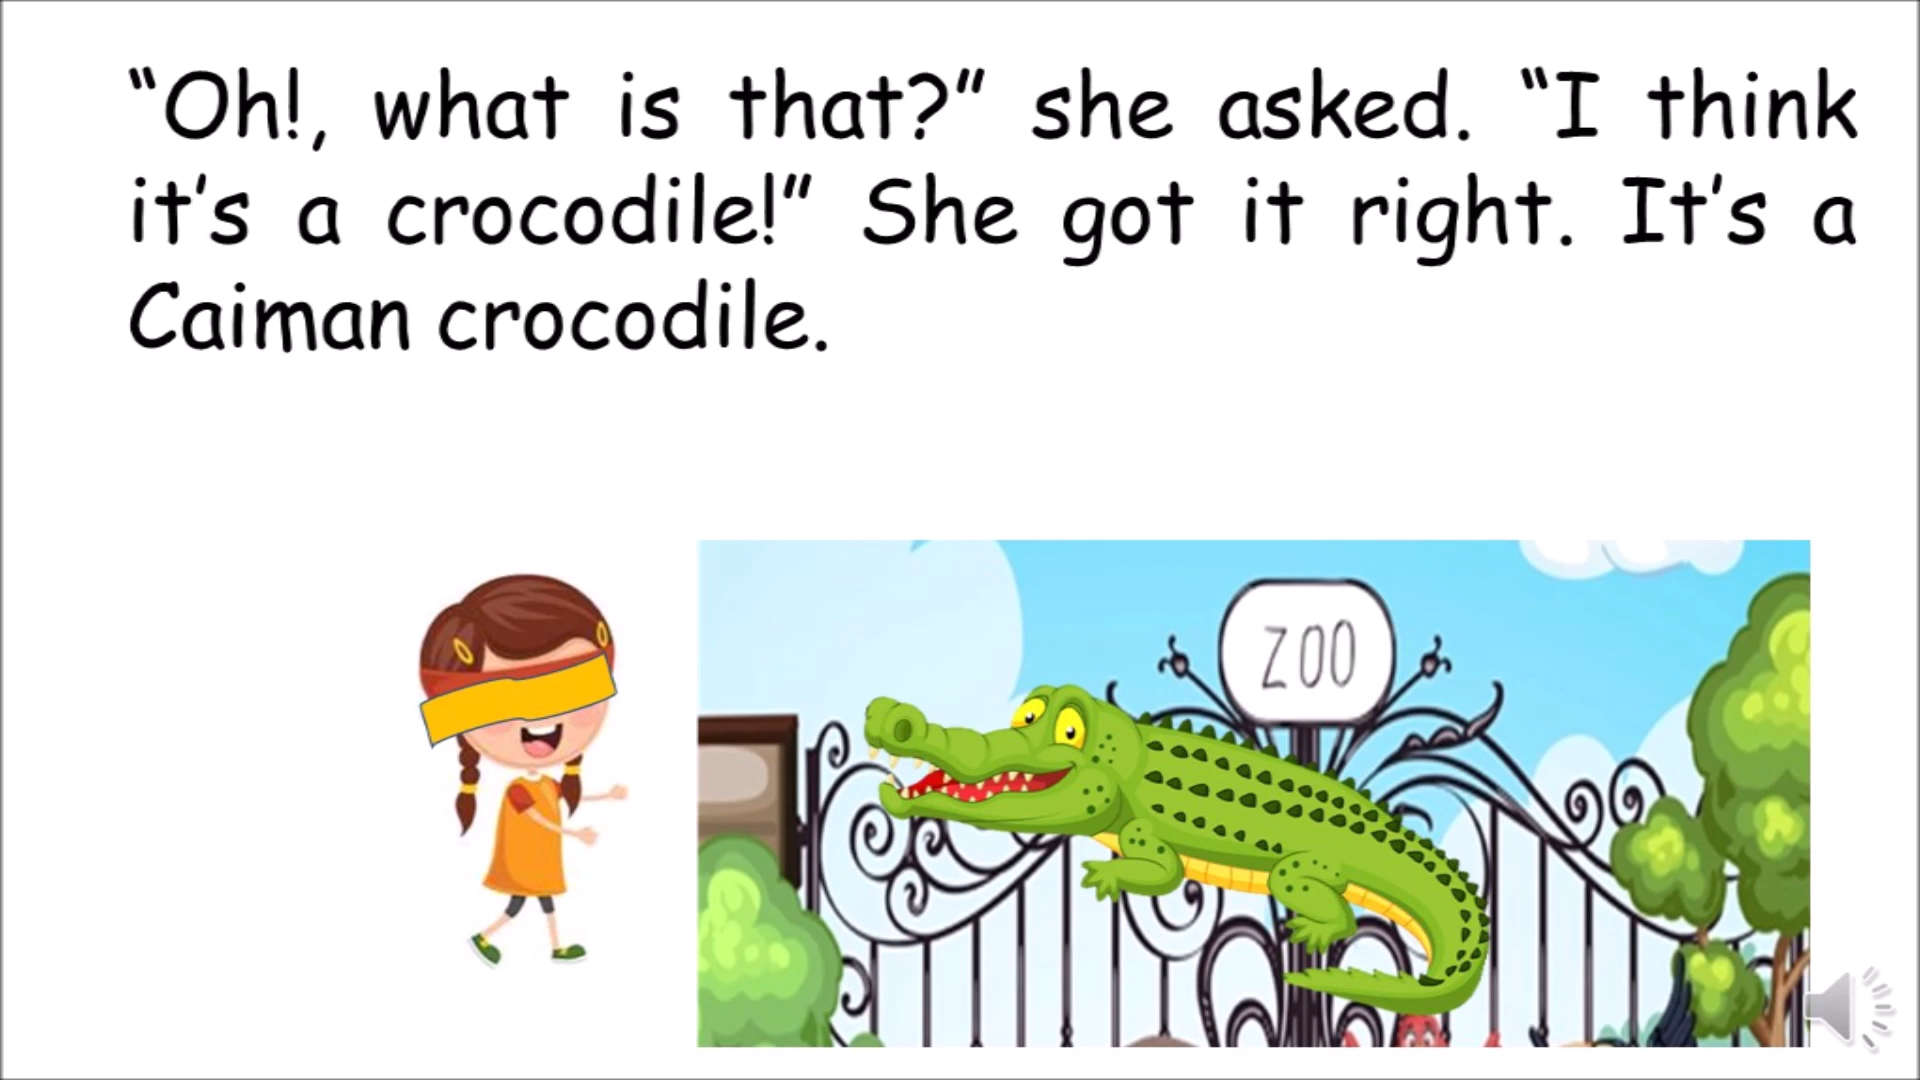 “Oh!, what is that?” she asked. “I think
it’s a crocodile!” She got it right. It’s a
Caiman crocodile.
ZOO